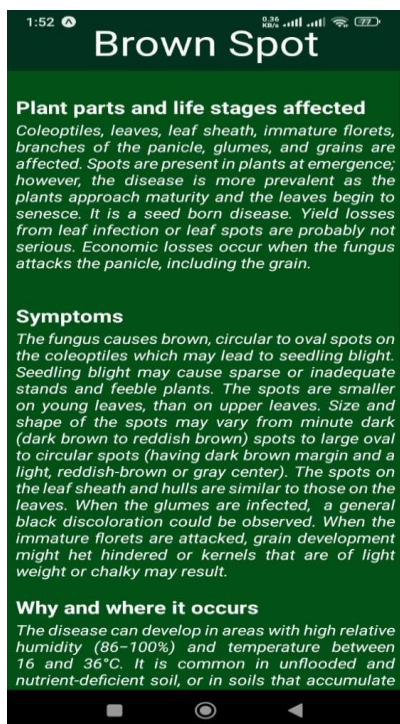 1:52
0.36
KB/s
77
Brown Spot
Plant parts and life stages affected
Coleoptiles, leaves, leaf sheath, immature florets,
branches of the panicle, glumes, and grains are
affected. Spots are present in plants at emergence;
however, the disease is more prevalent as the
plants approach maturity and the leaves begin to
senesce. It is a seed born disease. Yield losses
from leaf infection or leaf spots are probably not
serious. Economic losses occur when the fungus
attacks the panicle, including the grain.
Symptoms
The fungus causes brown, circular to oval spots on
the coleoptiles which may lead to seedling blight.
Seedling blight may cause sparse or inadequate
stands and feeble plants. The spots are smaller
on young leaves, than on upper leaves. Size and
shape of the spots may vary from minute dark
(dark brown to reddish brown) spots to large oval
to circular spots (having dark brown margin and a
light, reddish-brown or gray center). The spots on
the leaf sheath and hulls are similar to those on the
leaves. When the glumes are infected, a general
black discoloration could be observed. When the
immature florets are attacked, grain development
might het hindered or kernels that are of light
weight or chalky may result.
Why and where it occurs
The disease can develop in areas with high relative
humidity (86–100%) and temperature between
16 and 36°C. It is common in unflooded and
nutrient-deficient soil, or in soils that accumulate